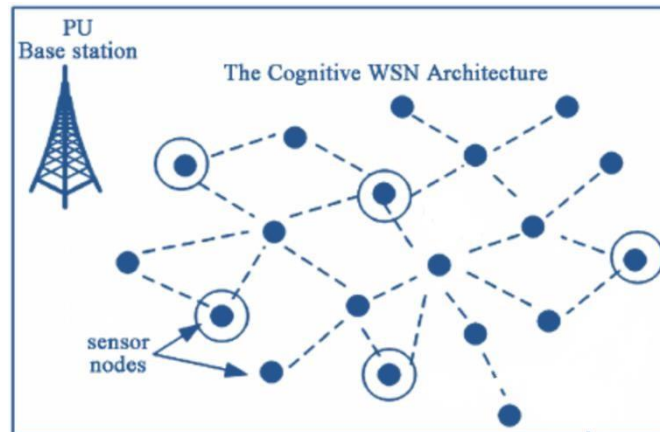 PU
Base station
The Cognitive WSN Architecture
sensor
nodes